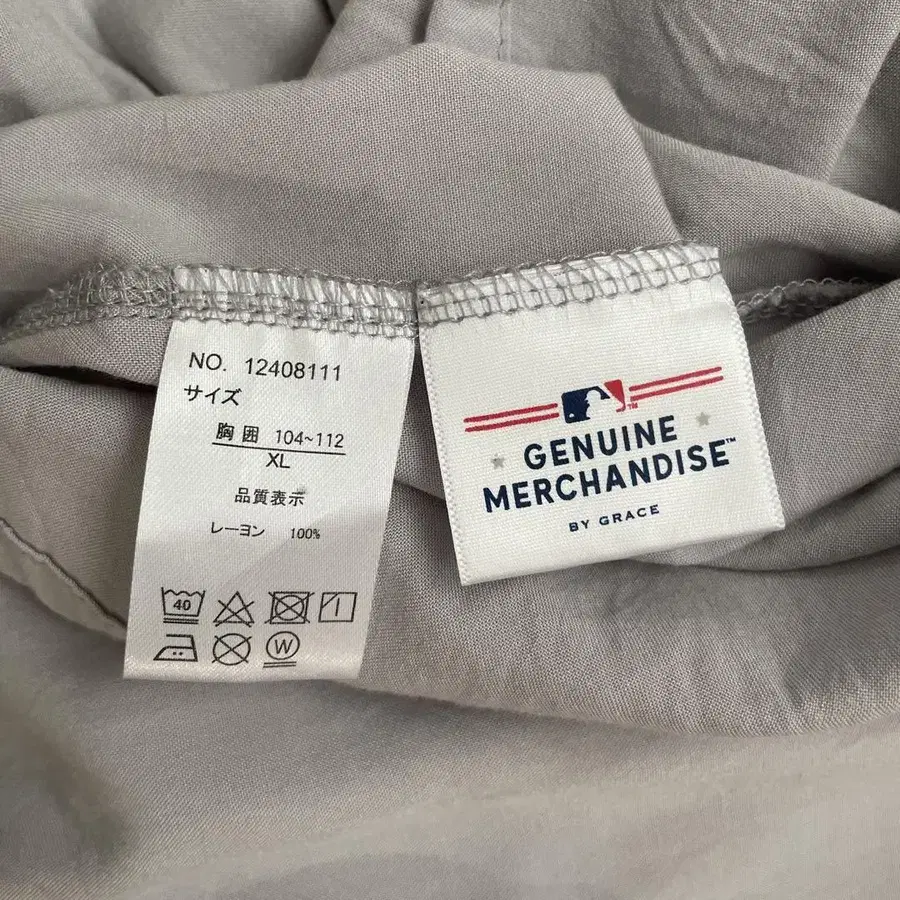 NO. 12408111
サイズ
胸囲 104~112
XL
品質表示
レーヨン 100%
40
W
GENUINE
MERCHANDISE™
BY GRACE